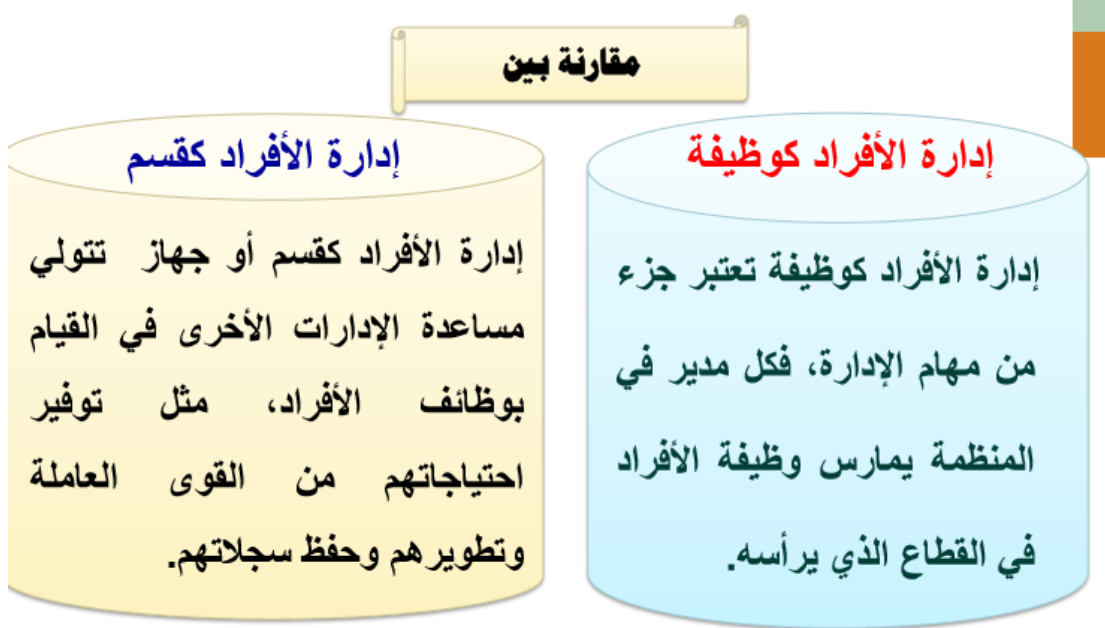 مقارنة بين
إدارة الأفراد كوظيفة
إدارة الأفراد كوظيفة تعتبر جزء
من مهام الإدارة، فكل مدير في
المنظمة يمارس وظيفة الأفراد
في القطاع الذي يرأسه.
إدارة الأفراد كقسم
إدارة الأفراد كقسم أو جهاز تتولي
مساعدة الإدارات الأخرى في القيام
بوظائف الأفراد، مثل توفير
احتياجاتهم من القوى العاملة
وتطويرهم وحفظ سجلاتهم.